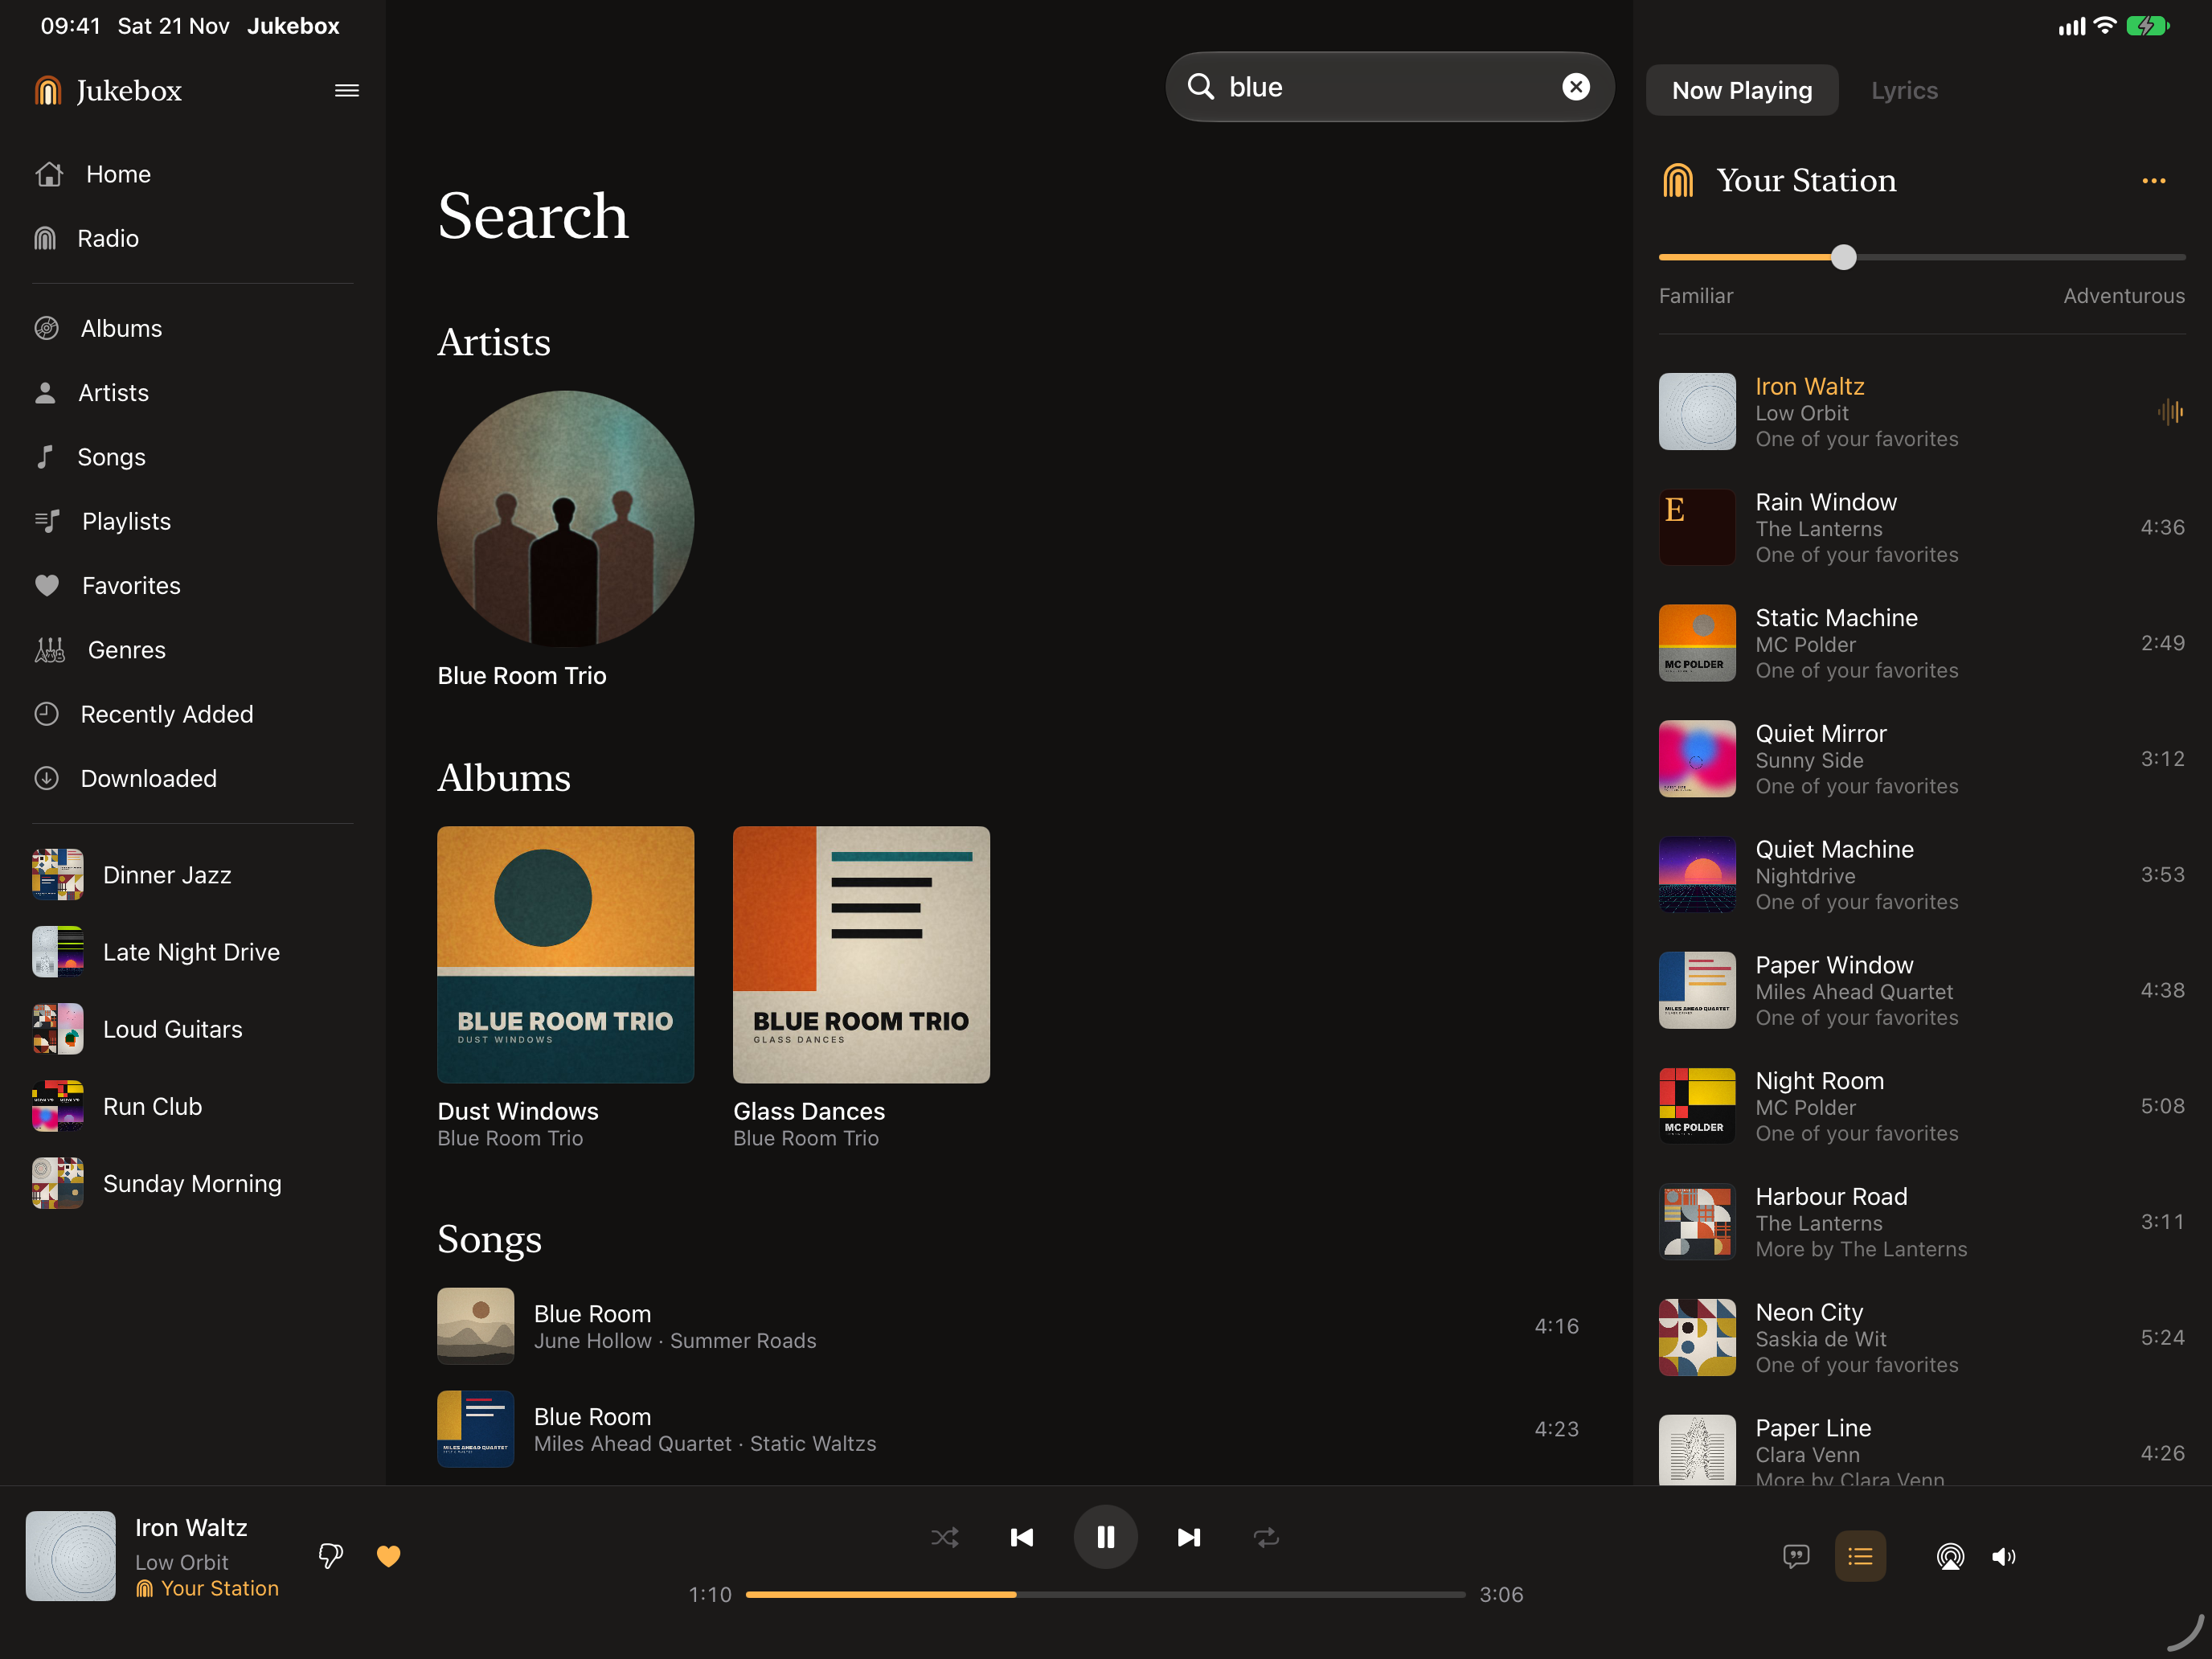 09:41 Sat 21 Nov Jukebox
Jukebox
Home
Radio
Albums
Artists
Songs
Playlists
Favorites
Genres
Recently Added
Downloaded
Dinner Jazz
Late Night Drive
Loud Guitars
Run Club
Sunday Morning
blue
Search
Artists
Blue Room Trio
Albums
BLUE ROOM TRIO
DUST WINDOWS
Dust Windows
Blue Room Trio
BLUE ROOM TRIO
GLASS DANCES
Glass Dances
Blue Room Trio
Songs
Blue Room
June Hollow · Summer Roads
4:16
MILES AHEAD QUARTET
Blue Room
Miles Ahead Quartet · Static Waltzs
4:23
Now Playing
Lyrics
Your Station
Familiar
Adventurous
Iron Waltz
Low Orbit
One of your favorites
E
Rain Window
The Lanterns
One of your favorites
4:36
MC POLDER
Static Machine
MC Polder
One of your favorites
2:49
Quiet Mirror
Sunny Side
One of your favorites
3:12
Quiet Machine
Nightdrive
One of your favorites
3:53
MILES AHEAD QUARTET
Paper Window
Miles Ahead Quartet
One of your favorites
4:38
MC POLDER
Night Room
MC Polder
One of your favorites
5:08
Harbour Road
The Lanterns
More by The Lanterns
3:11
Neon City
Saskia de Wit
One of your favorites
5:24
Paper Line
Clara Venn
More by Clara Venn
4:26
Iron Waltz
Low Orbit
Your Station
1:10
3:06